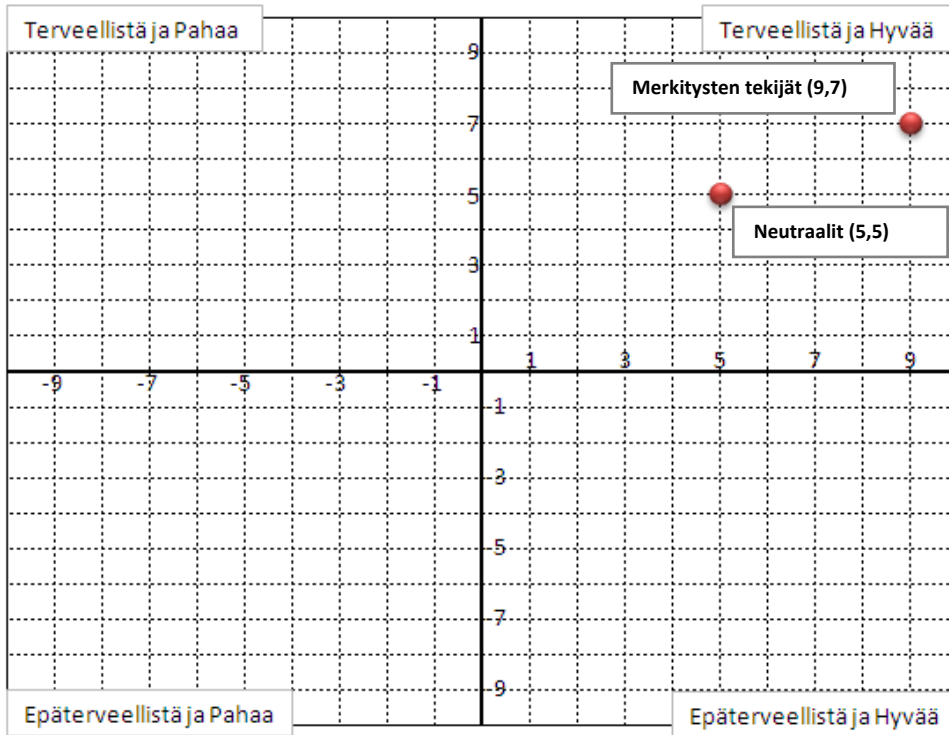 Terveellistä ja Pahaa
Terveellistä ja Hyvää
9
Merkitysten tekijät (9,7)
7
5
Neutraalit (5,5)
3
1
-9 -7 -5 -3 -1 1 3 5 7 9
-1
-3
-5
-7
-9
Epäterveellistä ja Pahaa
Epäterveellistä ja Hyvää